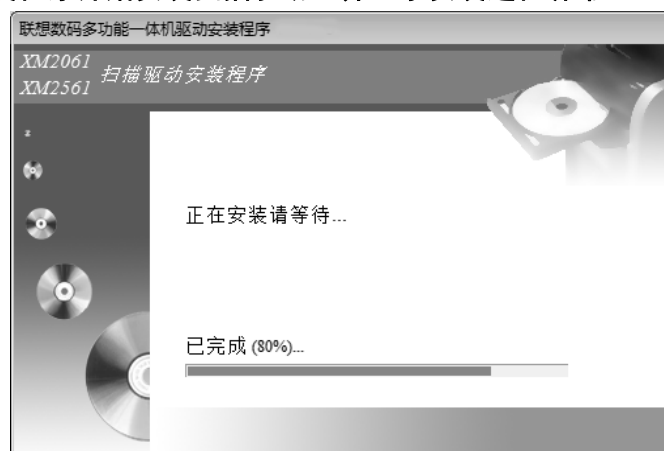 联想数码多功能一体机驱动安装程序
XM2061
XM2561
扫描驱动安装程序
正在安装请等待...
已完成 (80%)...